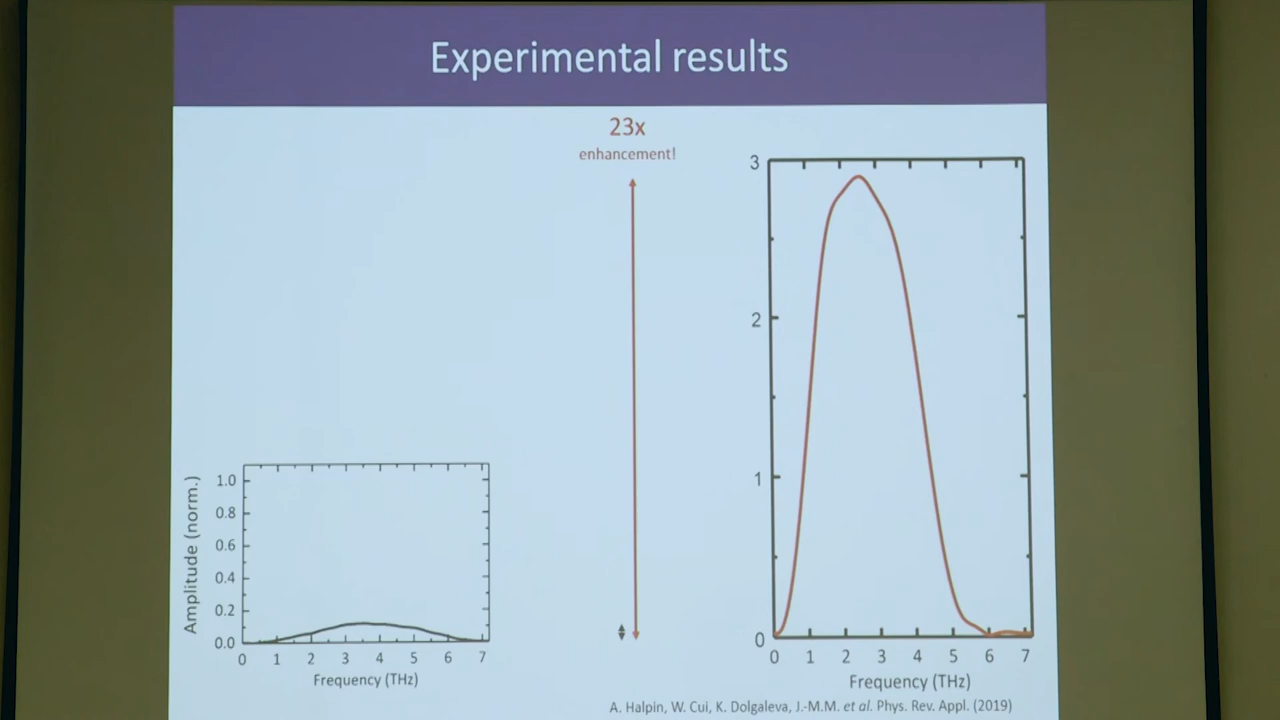 Experimental results
23x
enhancement!
Amplitude (norm.)
1.0
0.8
0.6
0.4
0.2
0.0
0 1 2 3 4 5 6 7
Frequency (THz)
3
2
1
0
0 1 2 3 4 5 6 7
Frequency (THz)
A. Halpin, W. Cui, K. Dolgaleva, J.-M.M. et al. Phys. Rev. Appl. (2019)